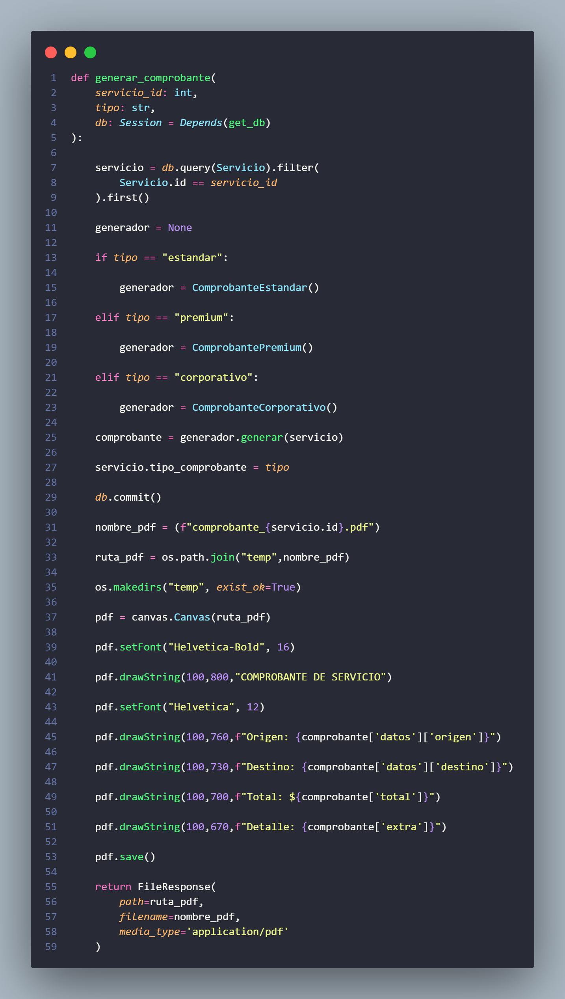 1 def generar_comprobante(
2     servicio_id: int,
3     tipo: str,
4     db: Session = Depends(get_db)
5 ):
6
7     servicio = db.query(Servicio).filter(
8         Servicio.id == servicio_id
9     ).first()
10
11     generador = None
12
13     if tipo == "estandar":
14
15         generador = ComprobanteEstandar()
16
17     elif tipo == "premium":
18
19         generador = ComprobantePremium()
20
21     elif tipo == "corporativo":
22
23         generador = ComprobanteCorporativo()
24
25     comprobante = generador.generar(servicio)
26
27     servicio.tipo_comprobante = tipo
28
29     db.commit()
30
31     nombre_pdf = (f"comprobante_{servicio.id}.pdf")
32
33     ruta_pdf = os.path.join("temp",nombre_pdf)
34
35     os.makedirs("temp", exist_ok=True)
36
37     pdf = canvas.Canvas(ruta_pdf)
38
39     pdf.setFont("Helvetica-Bold", 16)
40
41     pdf.drawString(100,800,"COMPROBANTE DE SERVICIO")
42
43     pdf.setFont("Helvetica", 12)
44
45     pdf.drawString(100,760,f"Origen: {comprobante['datos']['origen']}")
46
47     pdf.drawString(100,730,f"Destino: {comprobante['datos']['destino']}")
48
49     pdf.drawString(100,700,f"Total: ${comprobante['total']}")
50
51     pdf.drawString(100,670,f"Detalle: {comprobante['extra']}")
52
53     pdf.save()
54
55     return FileResponse(
56         path=ruta_pdf,
57         filename=nombre_pdf,
58         media_type='application/pdf'
59     )